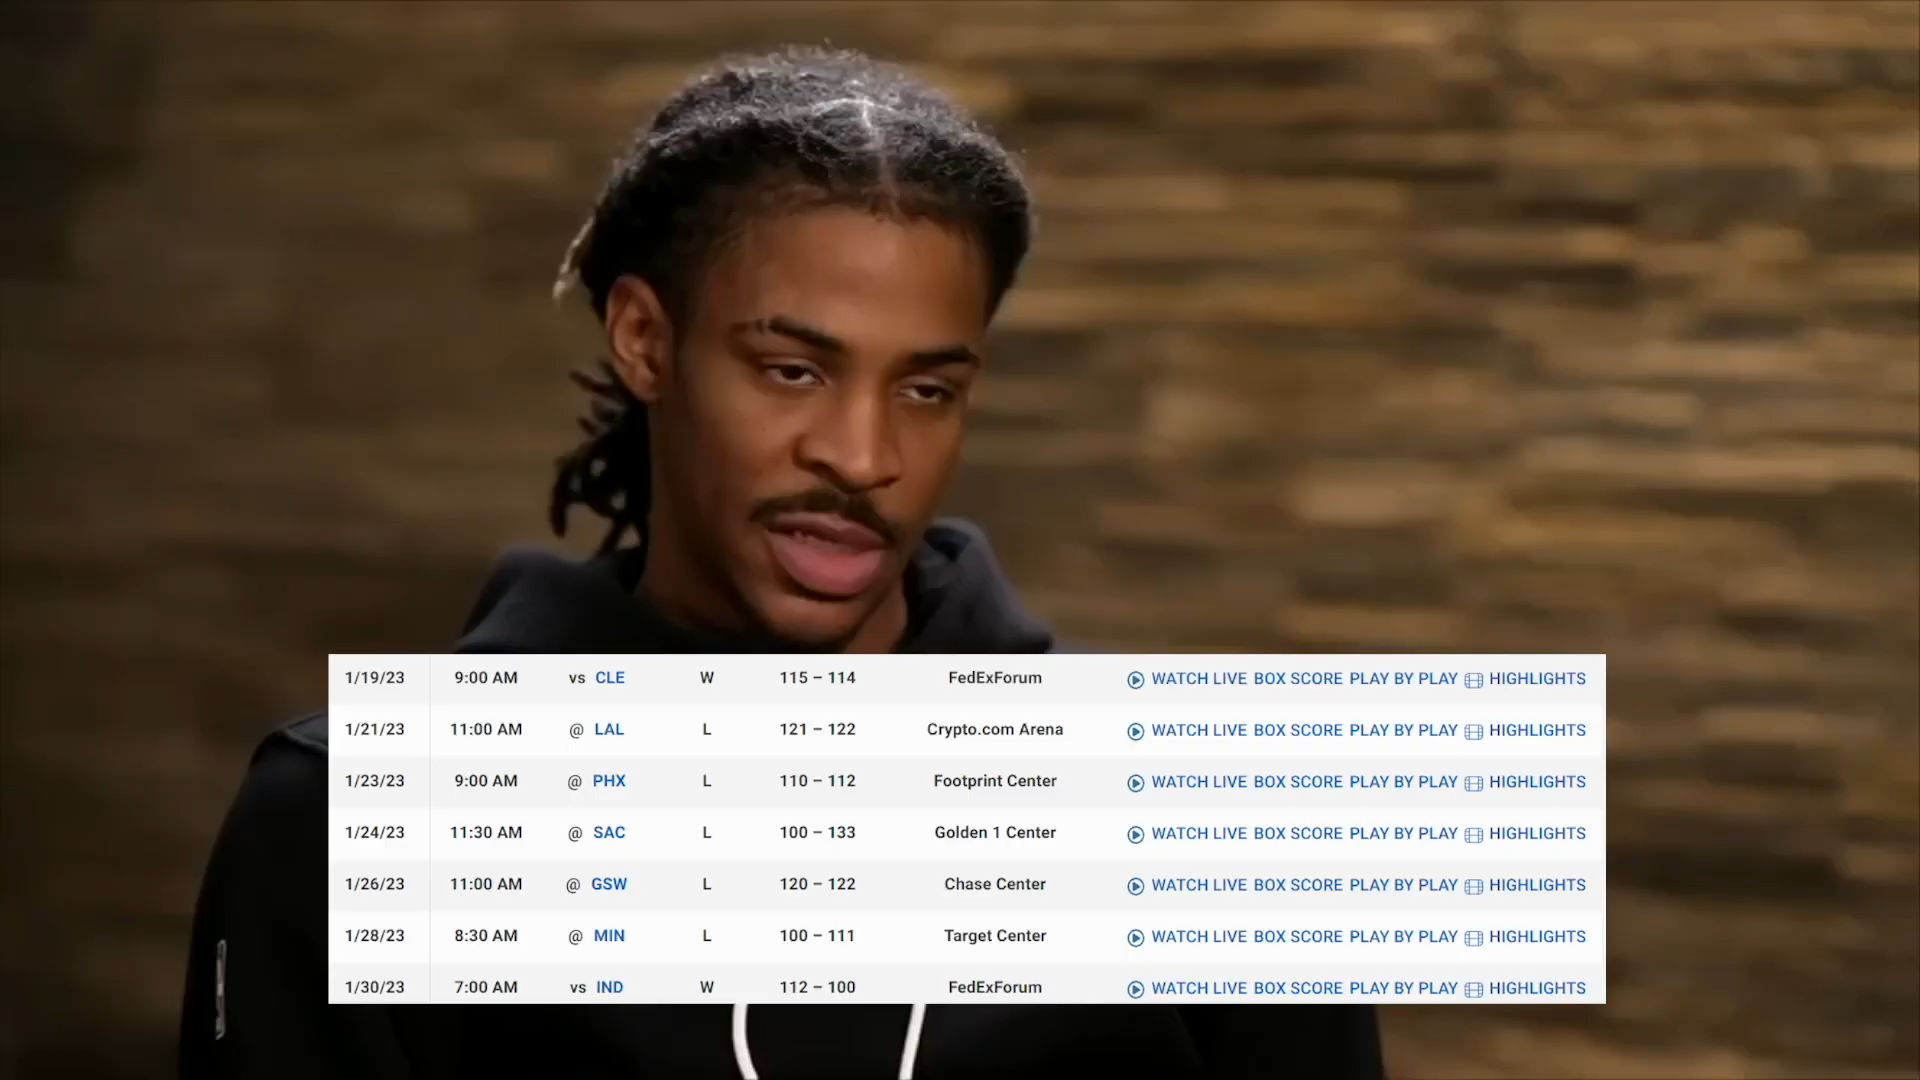 1/19/23 9:00 AM vs CLE W 115 – 114 FedExForum WATCH LIVE BOX SCORE PLAY BY PLAY HIGHLIGHTS
1/21/23 11:00 AM @ LAL L 121 – 122 Crypto.com Arena WATCH LIVE BOX SCORE PLAY BY PLAY HIGHLIGHTS
1/23/23 9:00 AM @ PHX L 110 – 112 Footprint Center WATCH LIVE BOX SCORE PLAY BY PLAY HIGHLIGHTS
1/24/23 11:30 AM @ SAC L 100 – 133 Golden 1 Center WATCH LIVE BOX SCORE PLAY BY PLAY HIGHLIGHTS
1/26/23 11:00 AM @ GSW L 120 – 122 Chase Center WATCH LIVE BOX SCORE PLAY BY PLAY HIGHLIGHTS
1/28/23 8:30 AM @ MIN L 100 – 111 Target Center WATCH LIVE BOX SCORE PLAY BY PLAY HIGHLIGHTS
1/30/23 7:00 AM vs IND W 112 – 100 FedExForum WATCH LIVE BOX SCORE PLAY BY PLAY HIGHLIGHTS